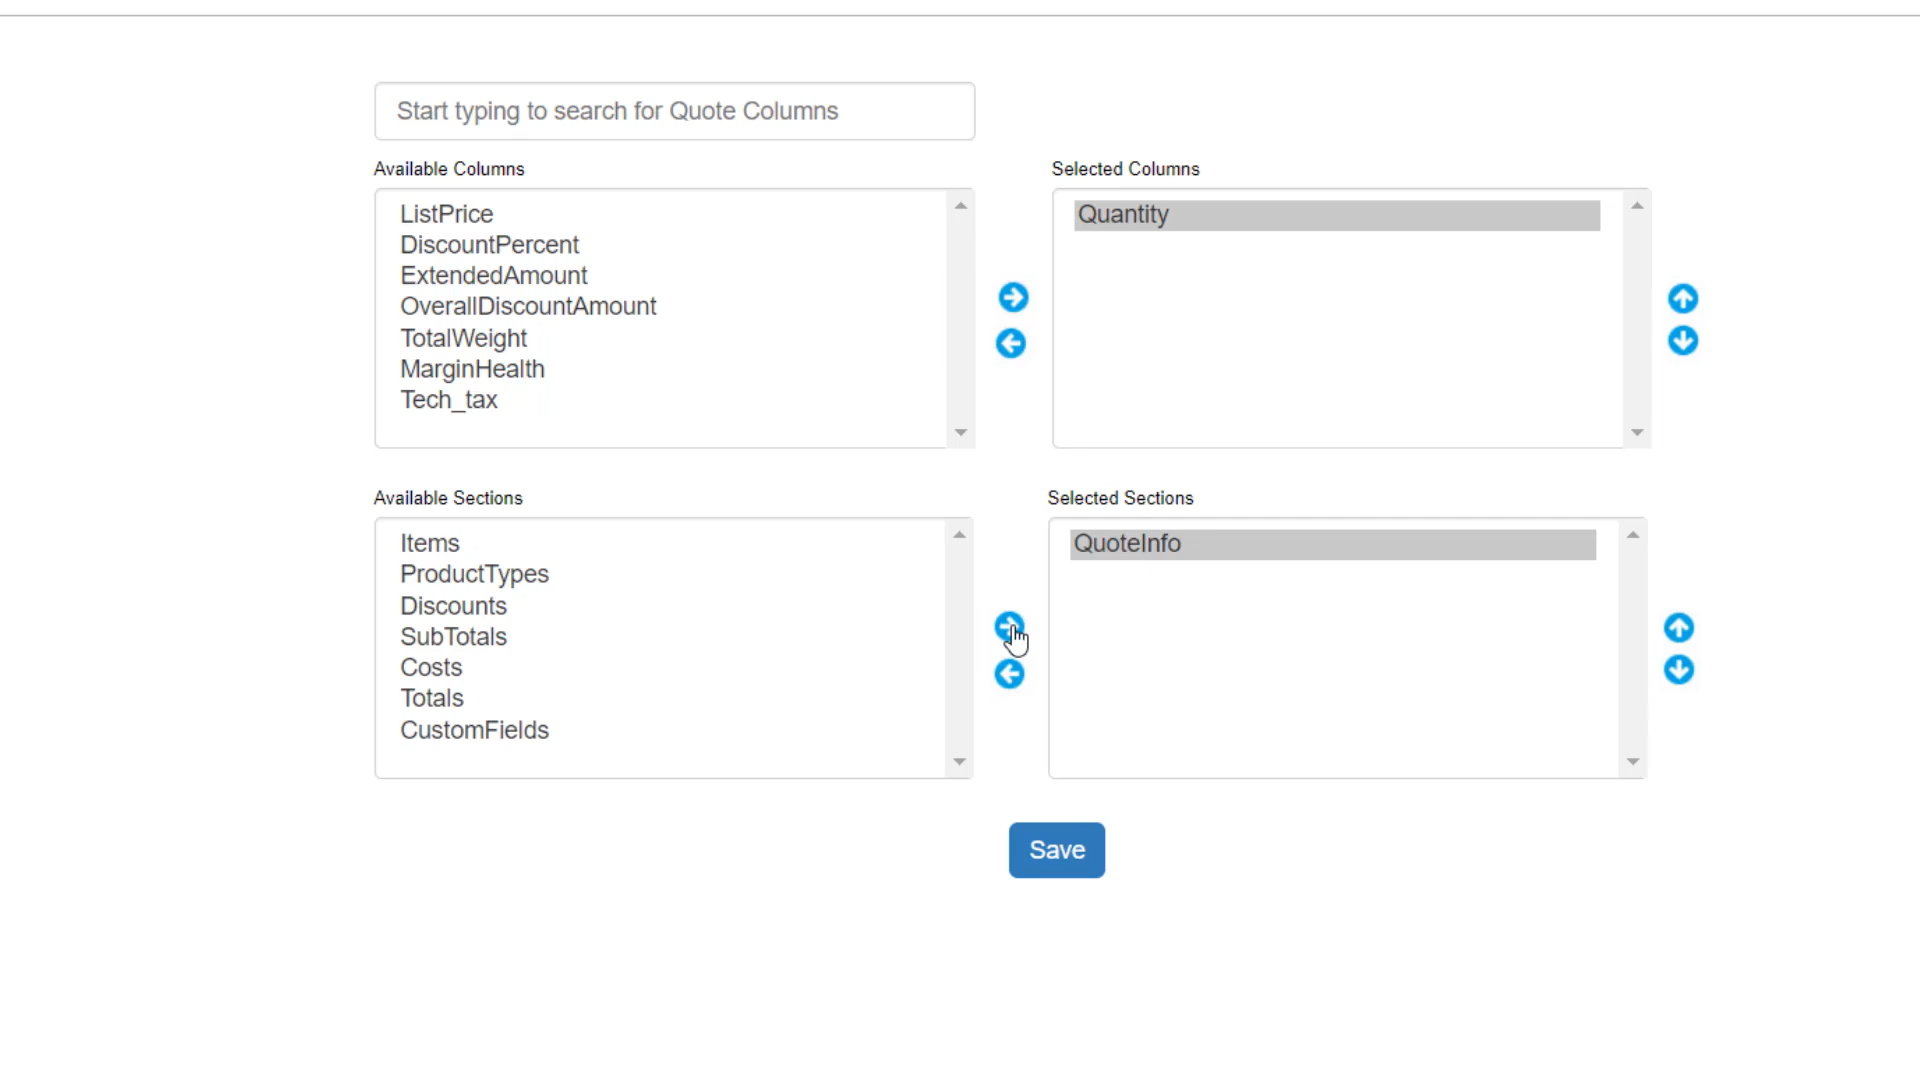 Start typing to search for Quote Columns
Available Columns
ListPrice
DiscountPercent
ExtendedAmount
OverallDiscountAmount
TotalWeight
MarginHealth
Tech_tax
Selected Columns
Quantity
Available Sections
Items
ProductTypes
Discounts
SubTotals
Costs
Totals
CustomFields
Selected Sections
QuoteInfo
Save